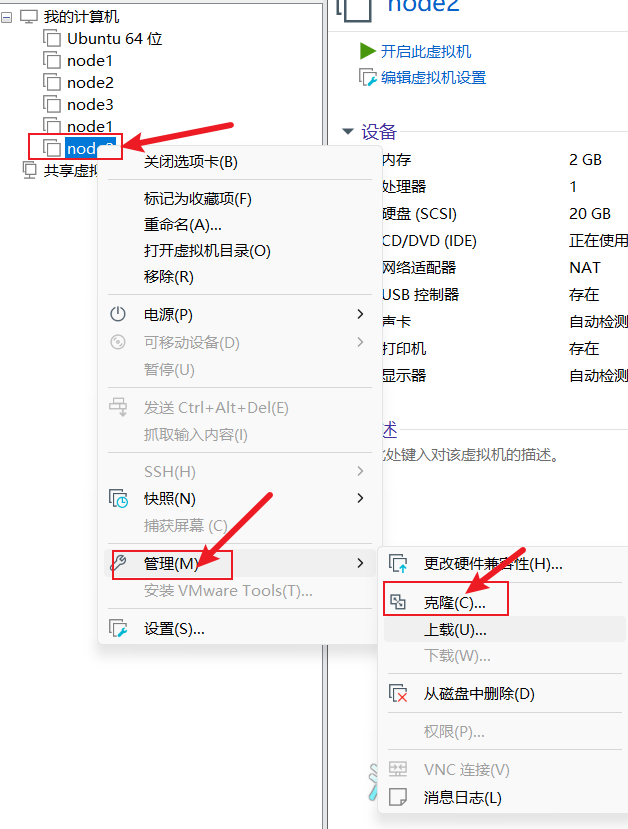 我的计算机
Ubuntu 64 位
node1
node2
node3
node1
node2
共享虚拟
关闭选项卡(B)
标记为收藏项(F)
重命名(A)...
打开虚拟机目录(O)
移除(R)
电源(P)
可移动设备(D)
暂停(U)
发送 Ctrl+Alt+Del(E)
抓取输入内容(I)
SSH(H)
快照(N)
捕获屏幕 (C)
管理(M)
安装 VMware Tools(T)...
设置(S)...
node2
开启此虚拟机
编辑虚拟机设置
设备
内存 2 GB
处理器 1
硬盘 (SCSI) 20 GB
CD/DVD (IDE) 正在使用
网络适配器 NAT
USB 控制器 存在
声卡 自动检测
打印机 存在
显示器 自动检测
述
此处键入对该虚拟机的描述。
更改硬件兼容性(H)...
克隆(C)...
上载(U)...
下载(W)...
从磁盘中删除(D)
权限(P)...
VNC 连接(V)
消息日志(L)